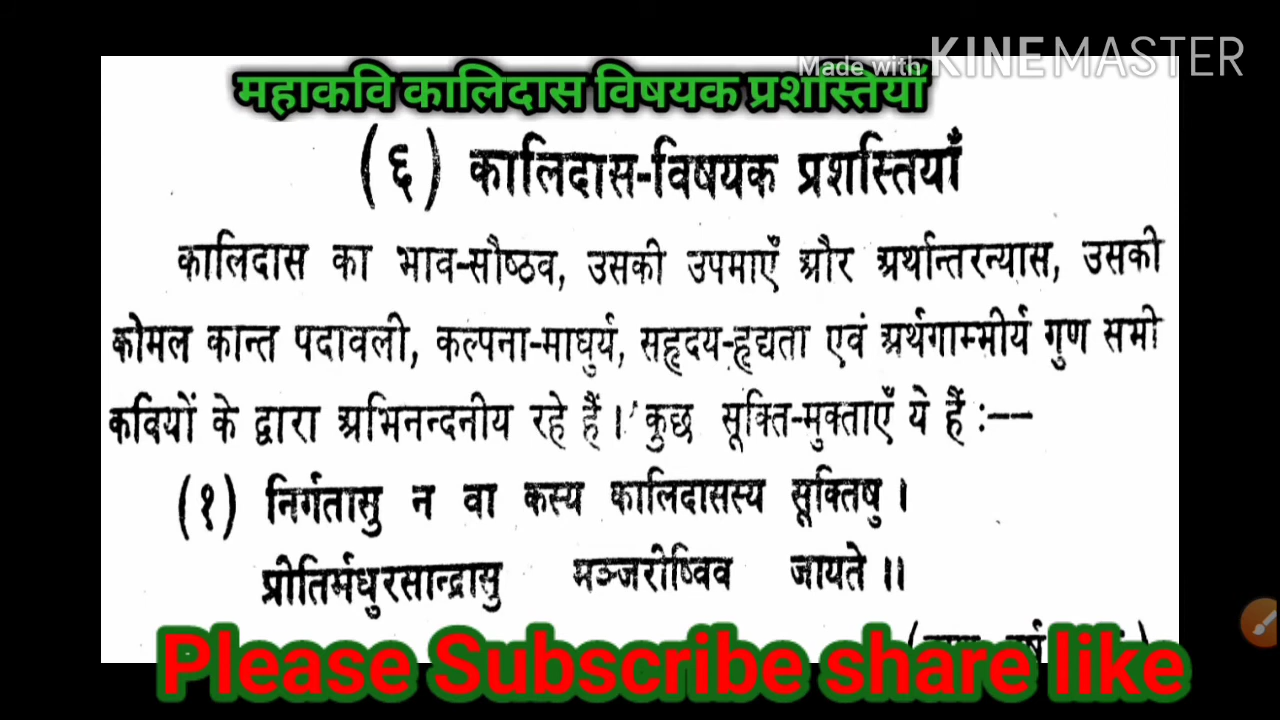 Made with KINEMASTER
महाकवि कालिदास विषयक प्रशस्तियाँ
(६) कालिदास-विषयक प्रशस्तियाँ
कालिदास का भाव-सौष्ठव, उसकी उपमाएँ और अर्थान्तरन्यास, उसकी
कोमल कान्त पदावली, कल्पना-माधुर्य, सहृदय-हृद्यता एवं अर्थगाम्भीर्य गुण सभी
कवियों के द्वारा अभिनन्दनीय रहे हैं। कुछ सूक्ति-मुक्ताएँ ये हैं :--
(१) निर्गतासु न वा कस्य कालिदासस्य सूक्तिषु।
प्रीतिर्मधुरसान्द्रासु मञ्जरीष्विव जायते॥
Please Subscribe share like